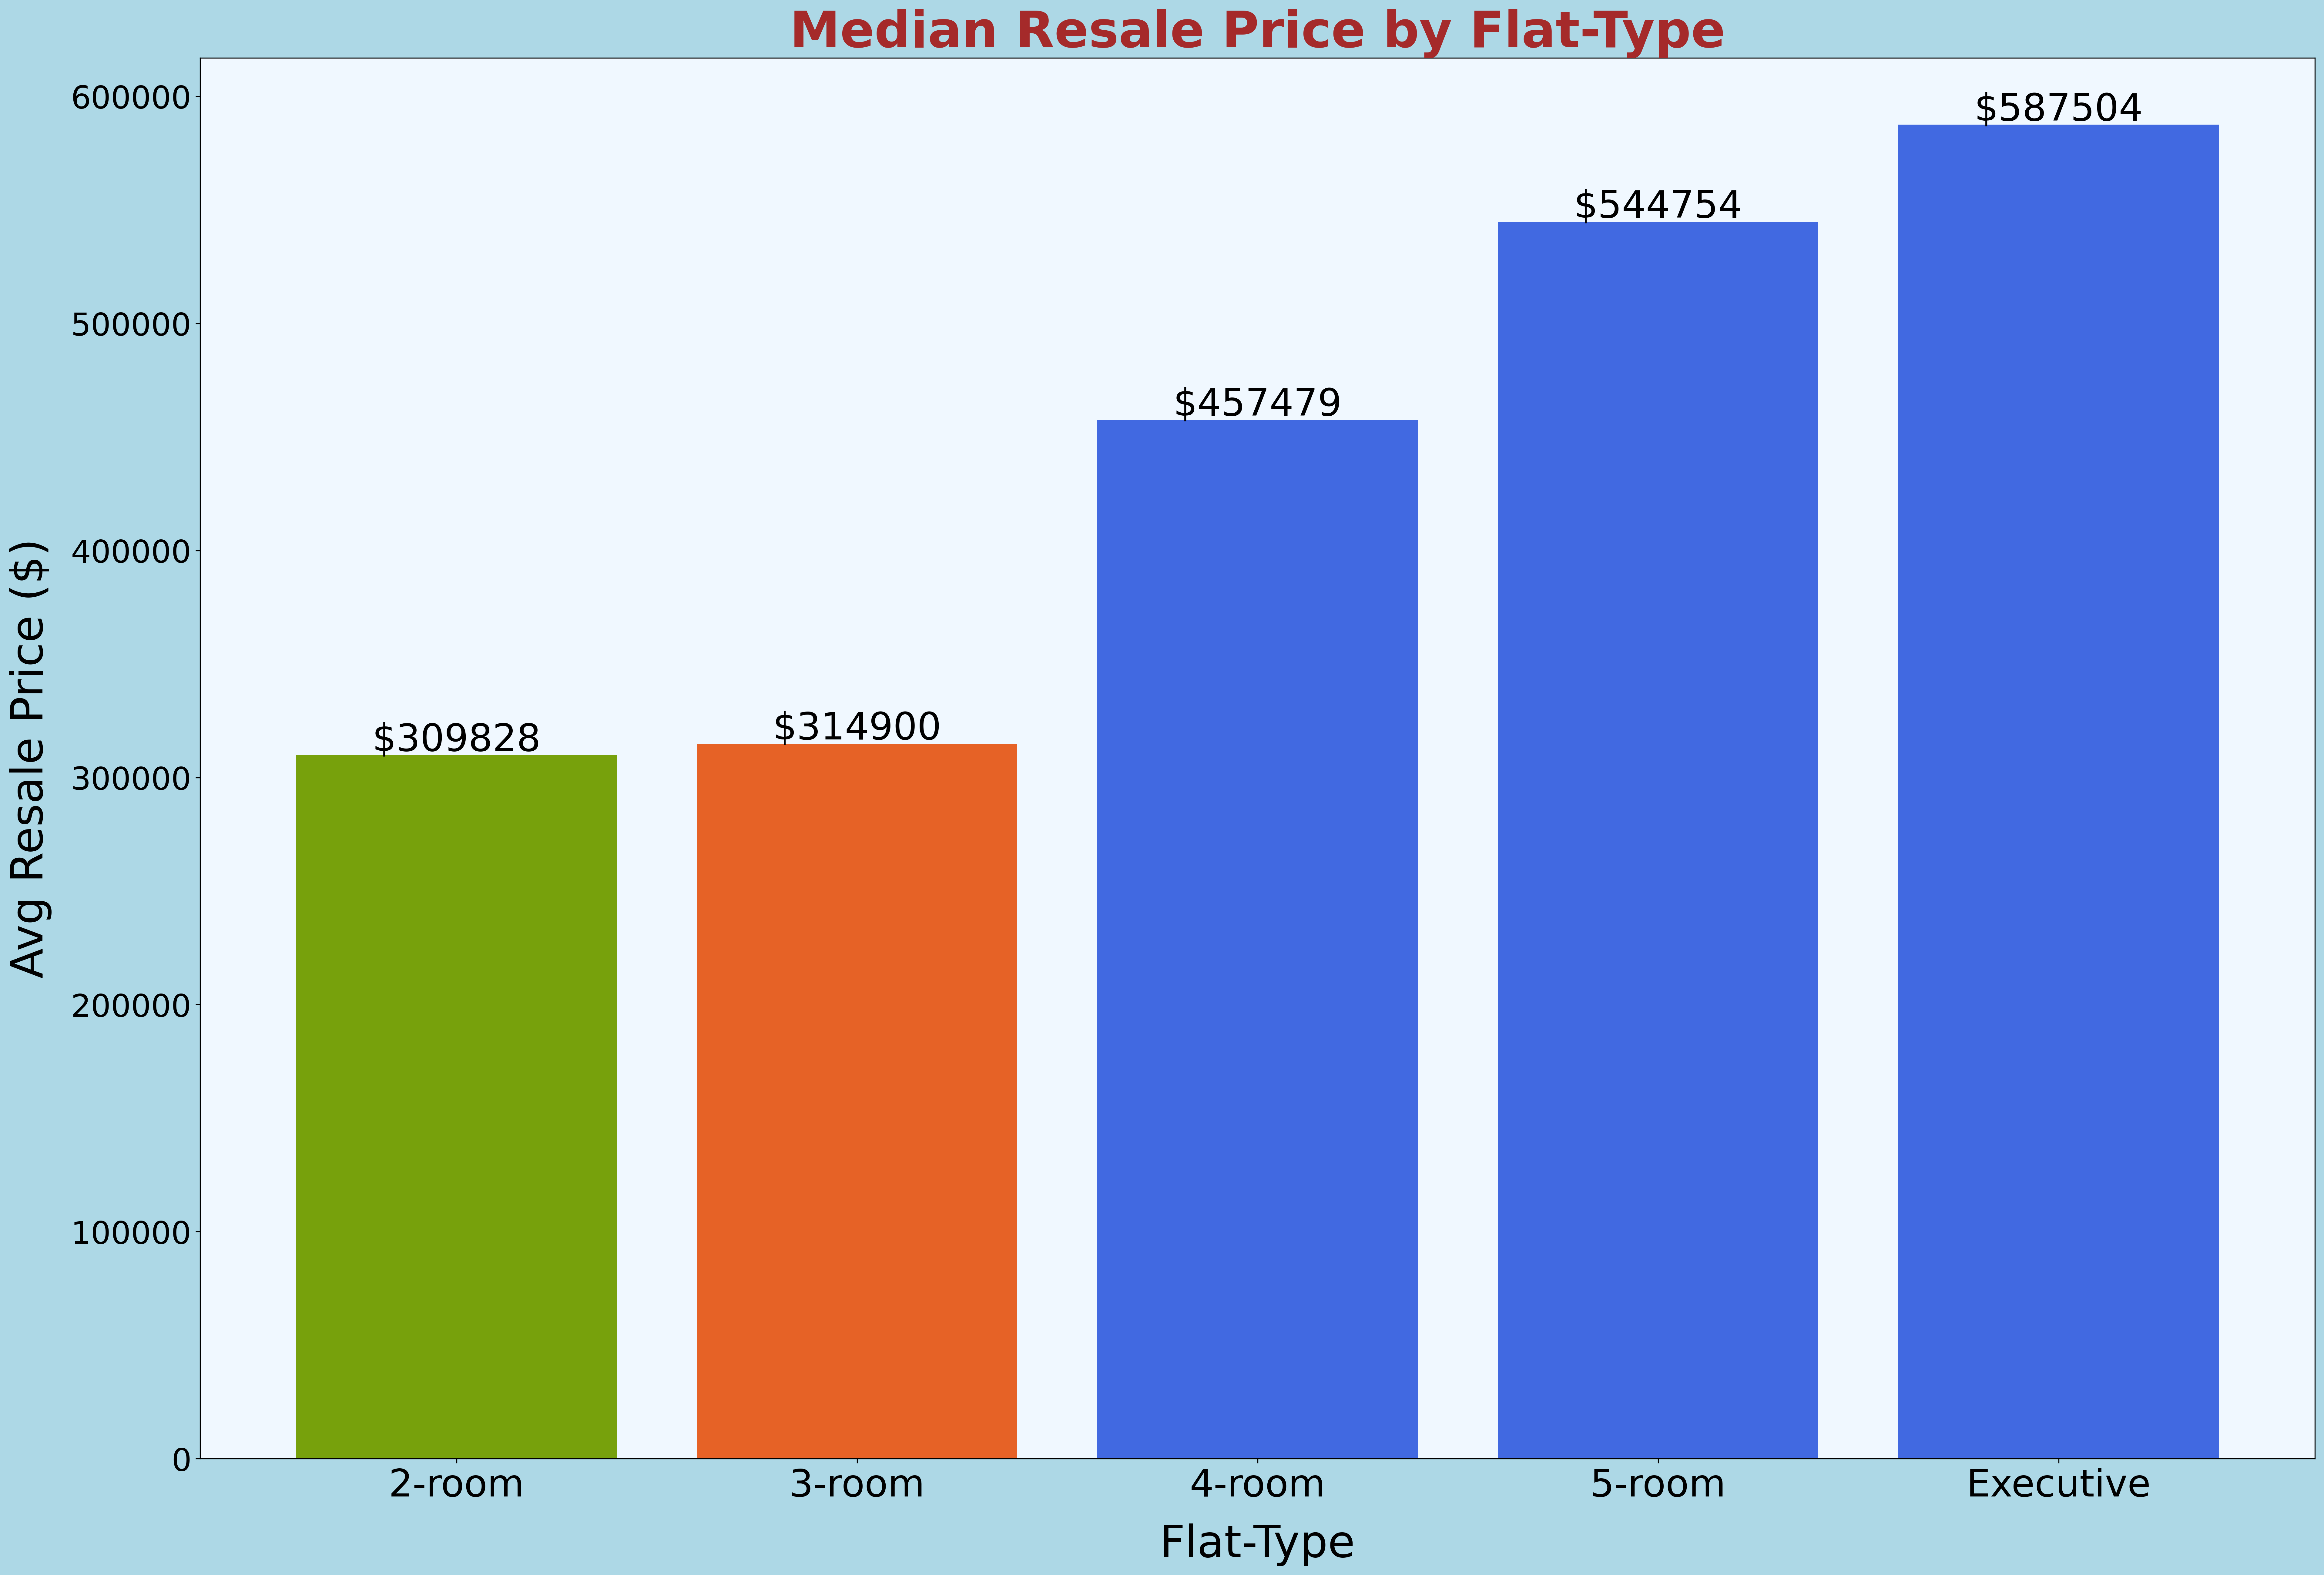 Median Resale Price by Flat-Type
Avg Resale Price ($)
600000
500000
400000
300000
200000
100000
0
$309828
$314900
$457479
$544754
$587504
2-room
3-room
4-room
5-room
Executive
Flat-Type